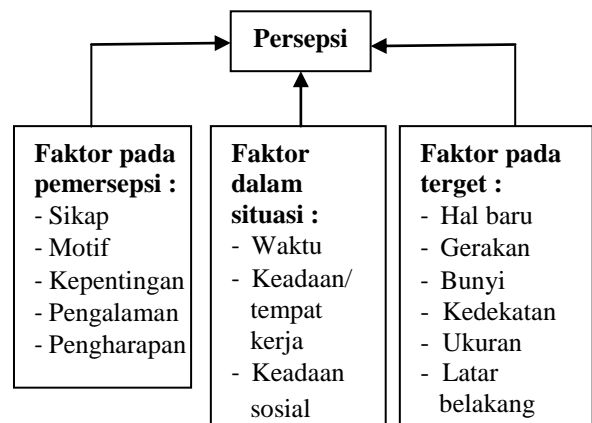 Persepsi
Faktor pada
pemersepsi :
- Sikap
- Motif
- Kepentingan
- Pengalaman
- Pengharapan
Faktor
dalam
situasi :
- Waktu
- Keadaan/
tempat
kerja
- Keadaan
sosial
Faktor pada
terget :
- Hal baru
- Gerakan
- Bunyi
- Kedekatan
- Ukuran
- Latar
belakang